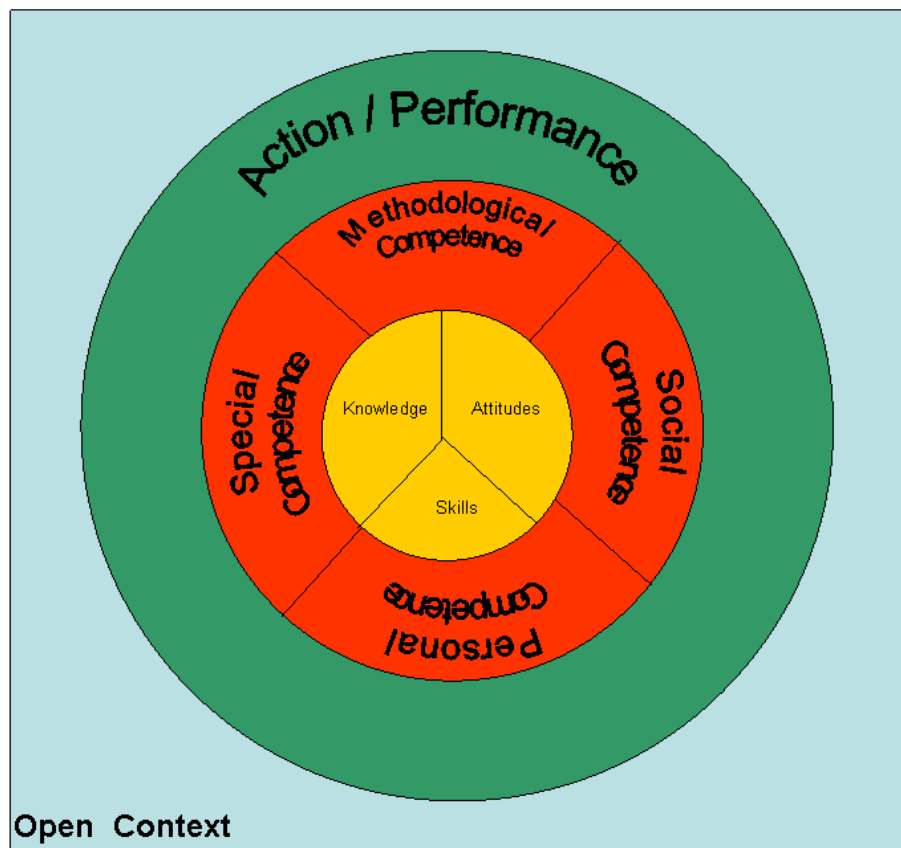 Action / Performance
Methodological
Competence
Special
Competence
Social
Competence
Knowledge
Attitudes
Skills
Personal
Competence
Open Context